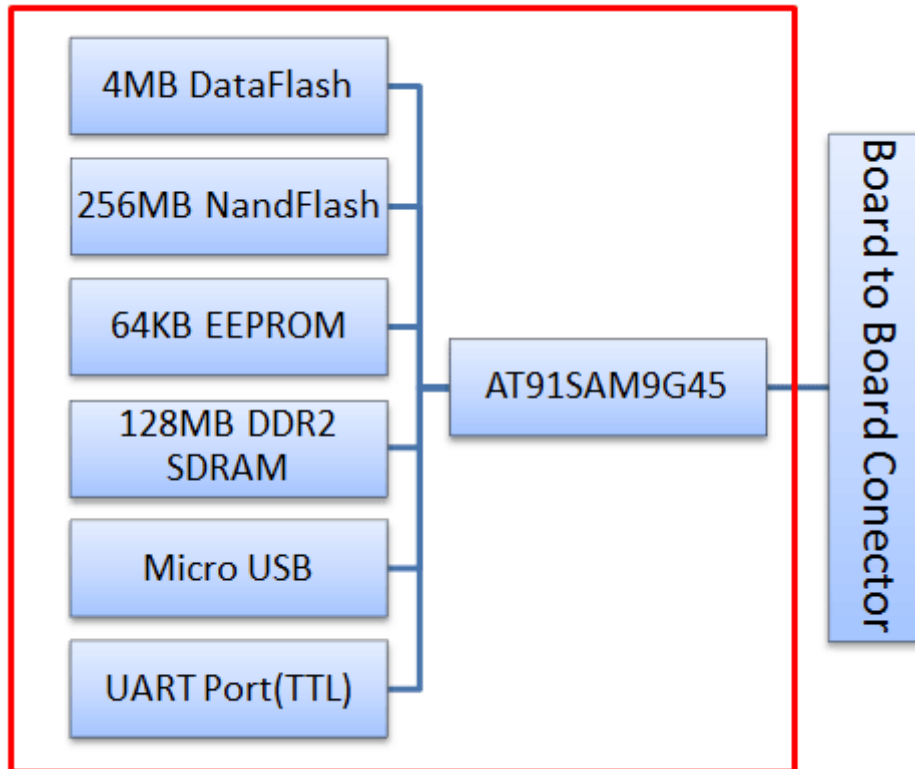 4MB DataFlash
256MB NandFlash
64KB EEPROM
128MB DDR2
SDRAM
Micro USB
UART Port(TTL)
AT91SAM9G45
Board to Board Conector